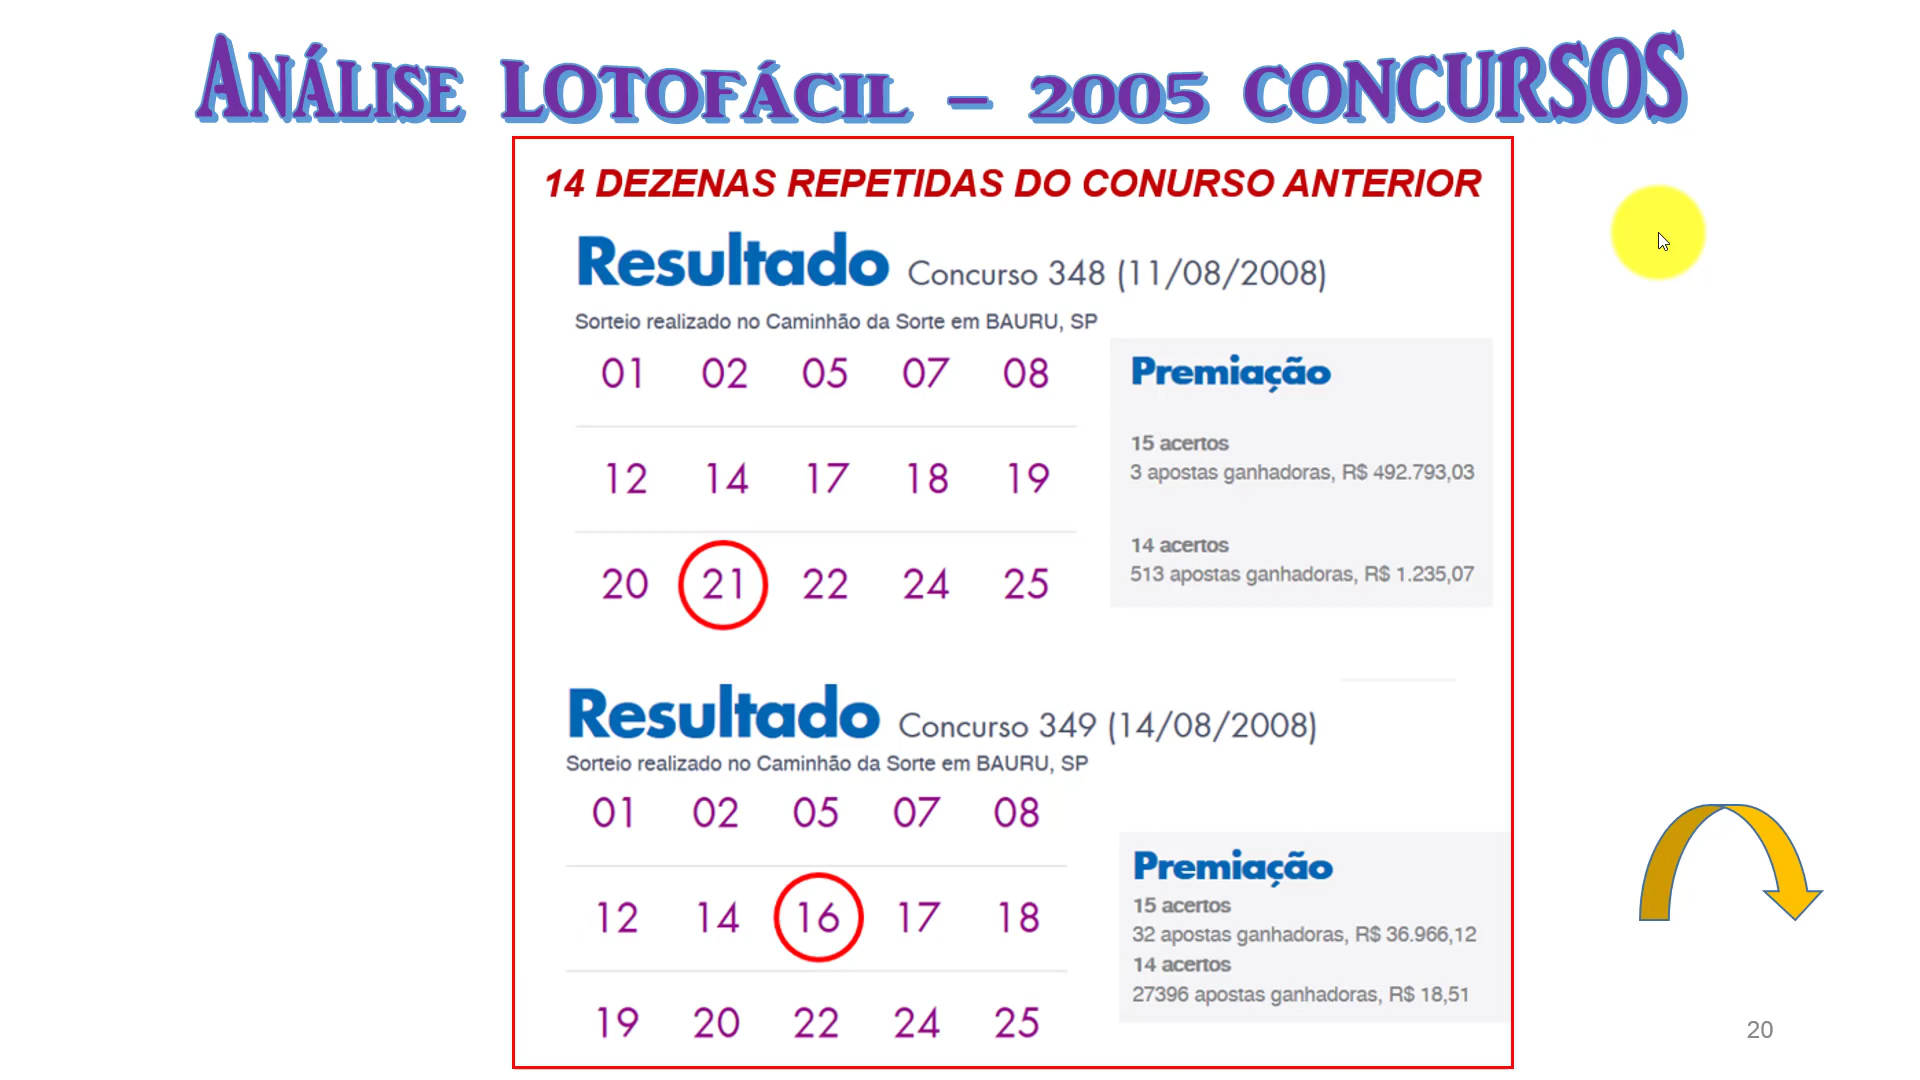 ANÁLISE LOTOFÁCIL – 2005 CONCURSOS
14 DEZENAS REPETIDAS DO CONURSO ANTERIOR
Resultado Concurso 348 (11/08/2008)
Sorteio realizado no Caminhão da Sorte em BAURU, SP
01 02 05 07 08
12 14 17 18 19
20 21 22 24 25
Premiação
15 acertos
3 apostas ganhadoras, R$ 492.793,03
14 acertos
513 apostas ganhadoras, R$ 1.235,07
Resultado Concurso 349 (14/08/2008)
Sorteio realizado no Caminhão da Sorte em BAURU, SP
01 02 05 07 08
12 14 16 17 18
19 20 22 24 25
Premiação
15 acertos
32 apostas ganhadoras, R$ 36.966,12
14 acertos
27396 apostas ganhadoras, R$ 18,51
20